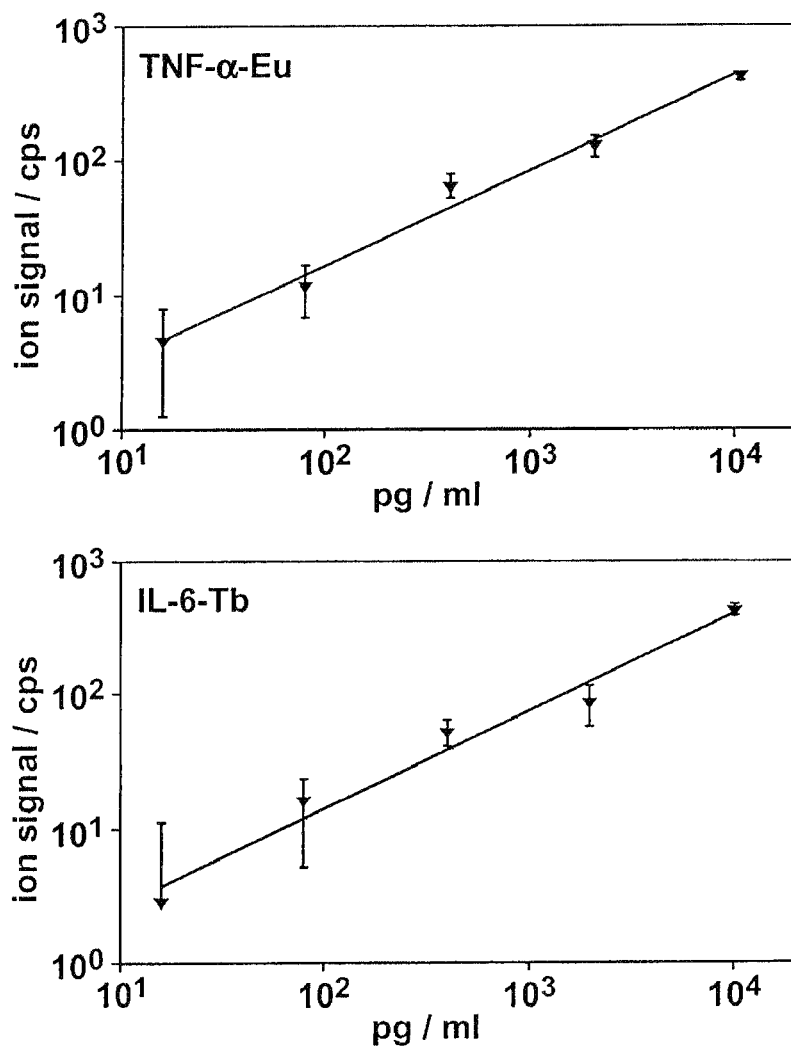 10³
TNF-α-Eu
10²
ion signal / cps
10¹
10⁰
10¹ 10² 10³ 10⁴
pg / ml
10³
IL-6-Tb
10²
ion signal / cps
10¹
10⁰
10¹ 10² 10³ 10⁴
pg / ml